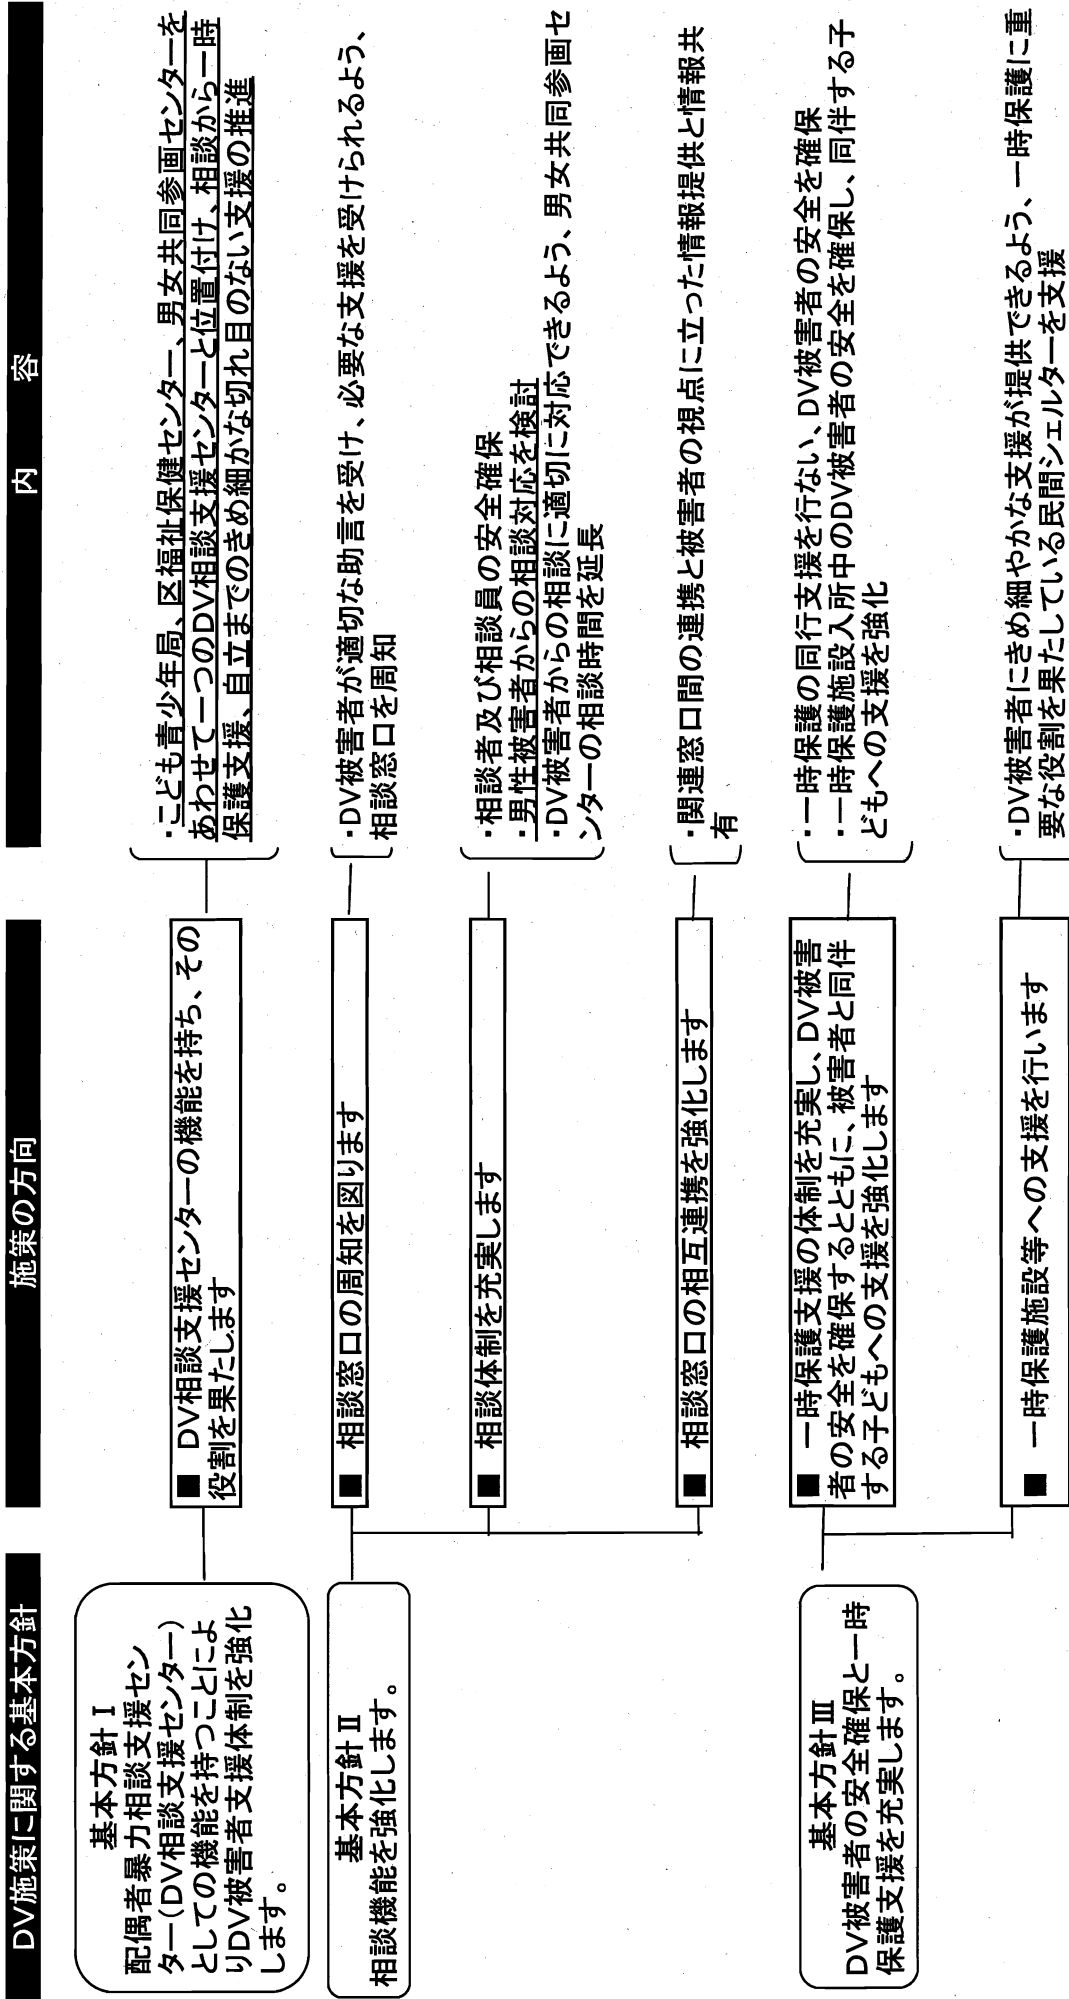 DV施策に関する基本方針
施策の方向
内　容
基本方針Ⅰ
配偶者暴力相談支援セン
ター(DV相談支援センター)
としての機能を持つことによ
りDV被害者支援体制を強化
します。
■ DV相談支援センターの機能を持ち、その
役割を果たします
・こども青少年局、区福祉保健センター、男女共同参画センターを
あわせて一つのDV相談支援センターと位置付け、相談から一時
保護支援、自立までのきめ細かな切れ目のない支援の推進
基本方針Ⅱ
相談機能を強化します。
■ 相談窓口の周知を図ります
・DV被害者が適切な助言を受け、必要な支援を受けられるよう、
相談窓口を周知
■ 相談体制を充実します
・相談者及び相談員の安全確保
・男性被害者からの相談対応を検討
・DV被害者からの相談に適切に対応できるよう、男女共同参画セ
ンターの相談時間を延長
■ 相談窓口の相互連携を強化します
・関連窓口間の連携と被害者の視点に立った情報提供と情報共
有
基本方針Ⅲ
DV被害者の安全確保と一時
保護支援を充実します。
■ 一時保護支援の体制を充実し、DV被害
者の安全を確保するとともに、被害者と同伴
する子どもへの支援を強化します
・一時保護の同行支援を行ない、DV被害者の安全を確保
・一時保護施設入所中のDV被害者の安全を確保し、同伴する子
どもへの支援を強化
■ 一時保護施設等への支援を行います
・DV被害者にきめ細やかな支援が提供できるよう、一時保護に重
要な役割を果たしている民間シェルターを支援